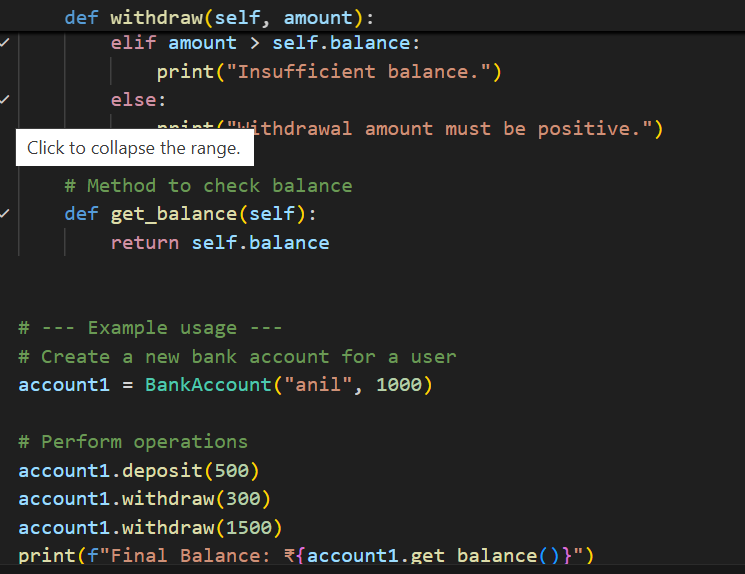 def withdraw(self, amount):
elif amount > self.balance:
print("Insufficient balance.")
else:
print("Withdrawal amount must be positive.")
Click to collapse the range.
# Method to check balance
def get_balance(self):
return self.balance
# --- Example usage ---
# Create a new bank account for a user
account1 = BankAccount("anil", 1000)
# Perform operations
account1.deposit(500)
account1.withdraw(300)
account1.withdraw(1500)
print(f"Final Balance: ₹{account1.get_balance()}")